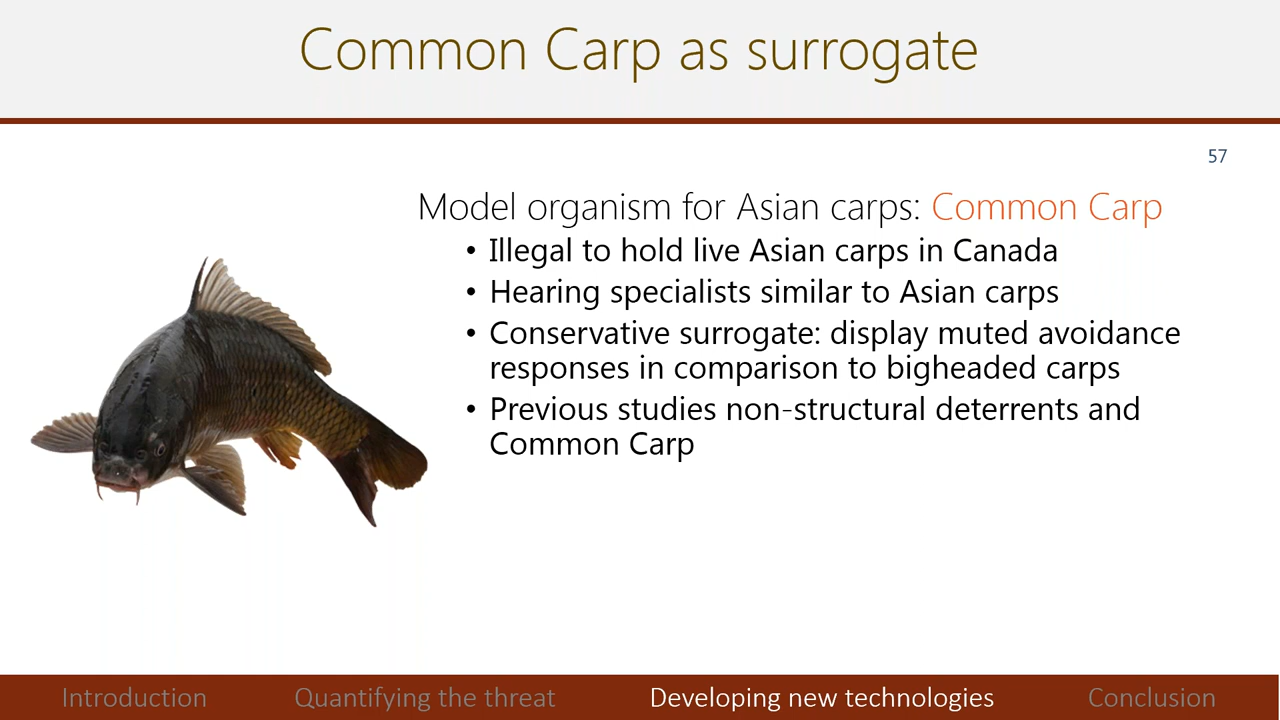 Common Carp as surrogate
57
Model organism for Asian carps: Common Carp
• Illegal to hold live Asian carps in Canada
• Hearing specialists similar to Asian carps
• Conservative surrogate: display muted avoidance
responses in comparison to bigheaded carps
• Previous studies non-structural deterrents and
Common Carp
Introduction Quantifying the threat Developing new technologies Conclusion